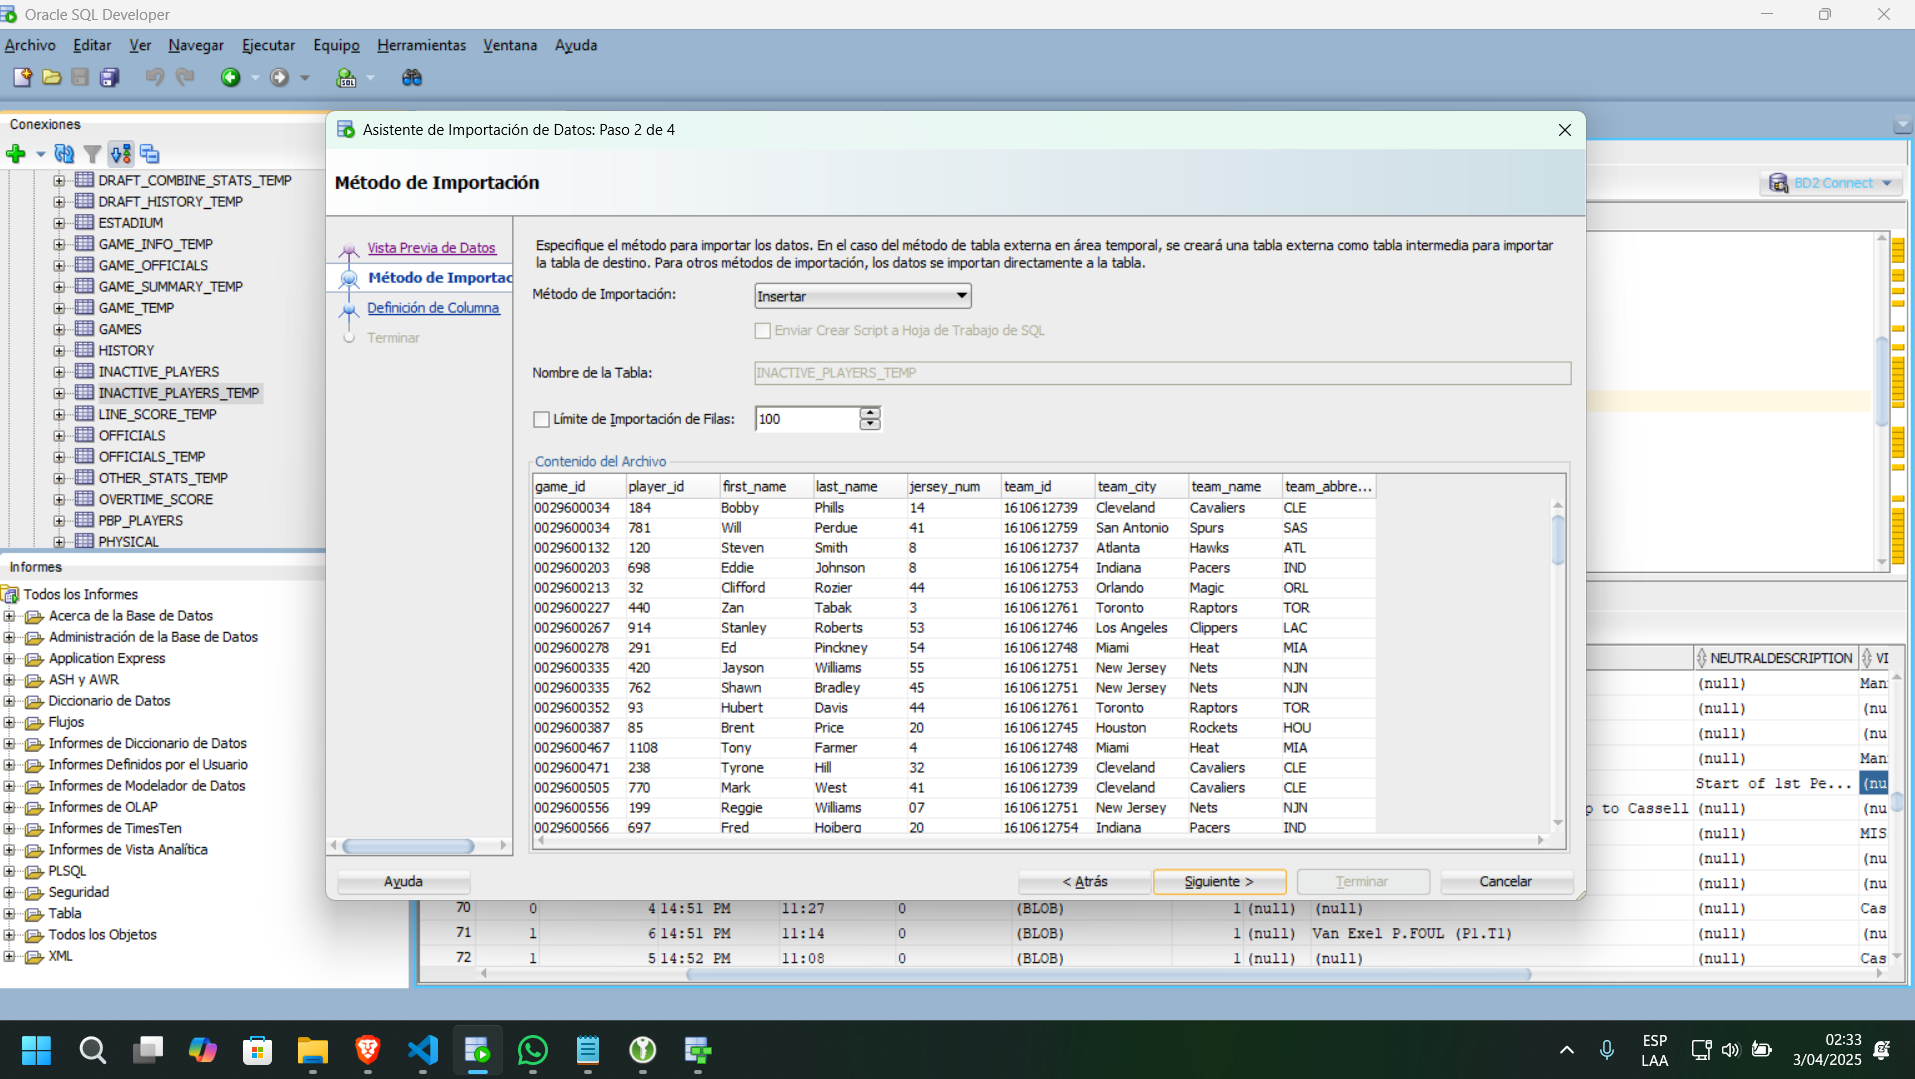 Oracle SQL Developer
Archivo Editar Ver Navegar Ejecutar Equipo Herramientas Ventana Ayuda
Conexiones
DRAFT_COMBINE_STATS_TEMP
DRAFT_HISTORY_TEMP
ESTADIUM
GAME_INFO_TEMP
GAME_OFFICIALS
GAME_SUMMARY_TEMP
GAME_TEMP
GAMES
HISTORY
INACTIVE_PLAYERS
INACTIVE_PLAYERS_TEMP
LINE_SCORE_TEMP
OFFICIALS
OFFICIALS_TEMP
OTHER_STATS_TEMP
OVERTIME_SCORE
PBP_PLAYERS
PHYSICAL
Informes
Todos los Informes
Acerca de la Base de Datos
Administración de la Base de Datos
Application Express
ASH y AWR
Diccionario de Datos
Flujos
Informes de Diccionario de Datos
Informes Definidos por el Usuario
Informes de Modelador de Datos
Informes de OLAP
Informes de TimesTen
Informes de Vista Analítica
PLSQL
Seguridad
Tabla
Todos los Objetos
XML
Asistente de Importación de Datos: Paso 2 de 4
Método de Importación
Vista Previa de Datos
Método de Importac
Definición de Columna
Terminar
Especifique el método para importar los datos. En el caso del método de tabla externa en área temporal, se creará una tabla externa como tabla intermedia para importar
la tabla de destino. Para otros métodos de importación, los datos se importan directamente a la tabla.
Método de Importación: Insertar
Enviar Crear Script a Hoja de Trabajo de SQL
Nombre de la Tabla: INACTIVE_PLAYERS_TEMP
Límite de Importación de Filas: 100
Contenido del Archivo
game_id player_id first_name last_name jersey_num team_id team_city team_name team_abbre...
0029600034 184 Bobby Phills 14 1610612739 Cleveland Cavaliers CLE
0029600034 781 Will Perdue 41 1610612759 San Antonio Spurs SAS
0029600132 120 Steven Smith 8 1610612737 Atlanta Hawks ATL
0029600203 698 Eddie Johnson 8 1610612754 Indiana Pacers IND
0029600213 32 Clifford Rozier 44 1610612753 Orlando Magic ORL
0029600227 440 Zan Tabak 3 1610612761 Toronto Raptors TOR
0029600267 914 Stanley Roberts 53 1610612746 Los Angeles Clippers LAC
0029600278 291 Ed Pinckney 54 1610612748 Miami Heat MIA
0029600335 420 Jayson Williams 55 1610612751 New Jersey Nets NJN
0029600335 762 Shawn Bradley 45 1610612751 New Jersey Nets NJN
0029600352 93 Hubert Davis 44 1610612761 Toronto Raptors TOR
0029600387 85 Brent Price 20 1610612745 Houston Rockets HOU
0029600467 1108 Tony Farmer 4 1610612748 Miami Heat MIA
0029600471 238 Tyrone Hill 32 1610612739 Cleveland Cavaliers CLE
0029600505 770 Mark West 41 1610612739 Cleveland Cavaliers CLE
0029600556 199 Reggie Williams 07 1610612751 New Jersey Nets NJN
0029600566 697 Fred Hoiberg 20 1610612754 Indiana Pacers IND
Ayuda < Atrás Siguiente > Terminar Cancelar
BD2 Connect
NEUTRALDESCRIPTION VI
(null) Man
(null) (nu
(null) (nu
(null) Man
Start of 1st Pe... (nu
p to Cassell (null) (nu
(null) MIS
(null) (nu
(null) (nu
70 0 4 14:51 PM 11:27 0 (BLOB) 1 (null) (null) (null) Cas
71 1 6 14:51 PM 11:14 0 (BLOB) 1 (null) Van Exel P.FOUL (P1.T1) (null) (nu
72 1 5 14:52 PM 11:08 0 (BLOB) 1 (null) (null) (null) Cas
ESP
LAA
02:33
3/04/2025